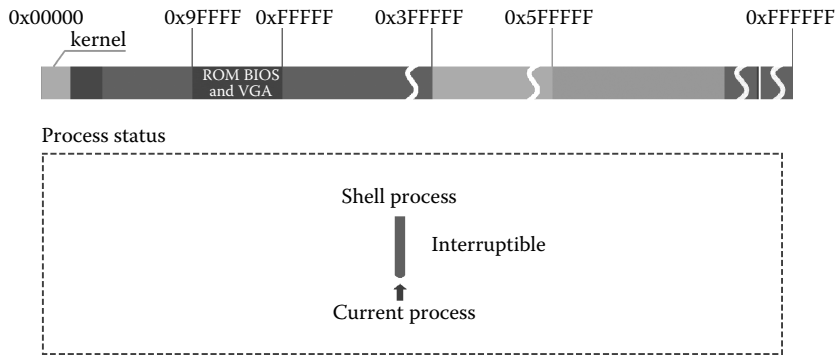 0x00000 0x9FFFF 0xFFFFF 0x3FFFFF 0x5FFFFF 0xFFFFFF
kernel
ROM BIOS
and VGA
Process status
Shell process
Interruptible
Current process